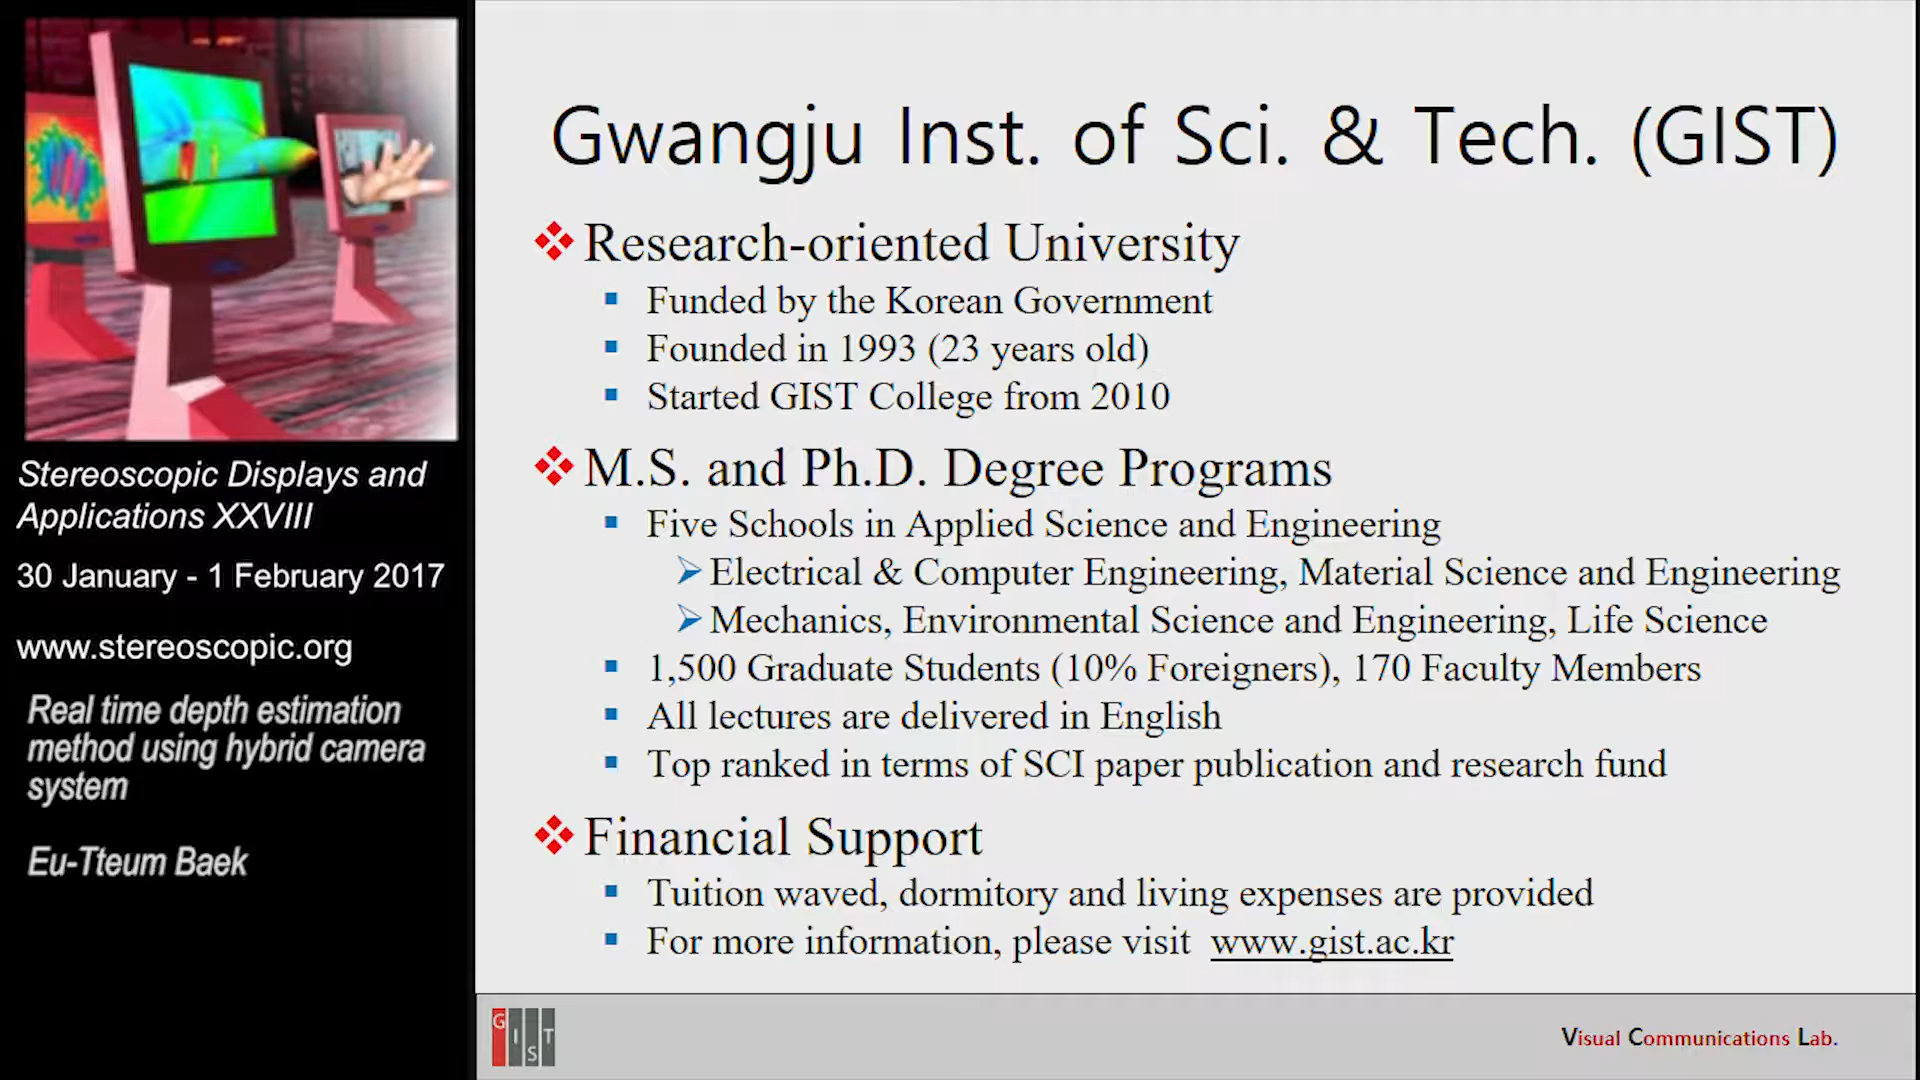 Stereoscopic Displays and
Applications XXVIII
30 January - 1 February 2017
www.stereoscopic.org
Real time depth estimation
method using hybrid camera
system
Eu-Tteum Baek
Gwangju Inst. of Sci. & Tech. (GIST)
Research-oriented University
Funded by the Korean Government
Founded in 1993 (23 years old)
Started GIST College from 2010
M.S. and Ph.D. Degree Programs
Five Schools in Applied Science and Engineering
Electrical & Computer Engineering, Material Science and Engineering
Mechanics, Environmental Science and Engineering, Life Science
1,500 Graduate Students (10% Foreigners), 170 Faculty Members
All lectures are delivered in English
Top ranked in terms of SCI paper publication and research fund
Financial Support
Tuition waved, dormitory and living expenses are provided
For more information, please visit www.gist.ac.kr
GIST
Visual Communications Lab.